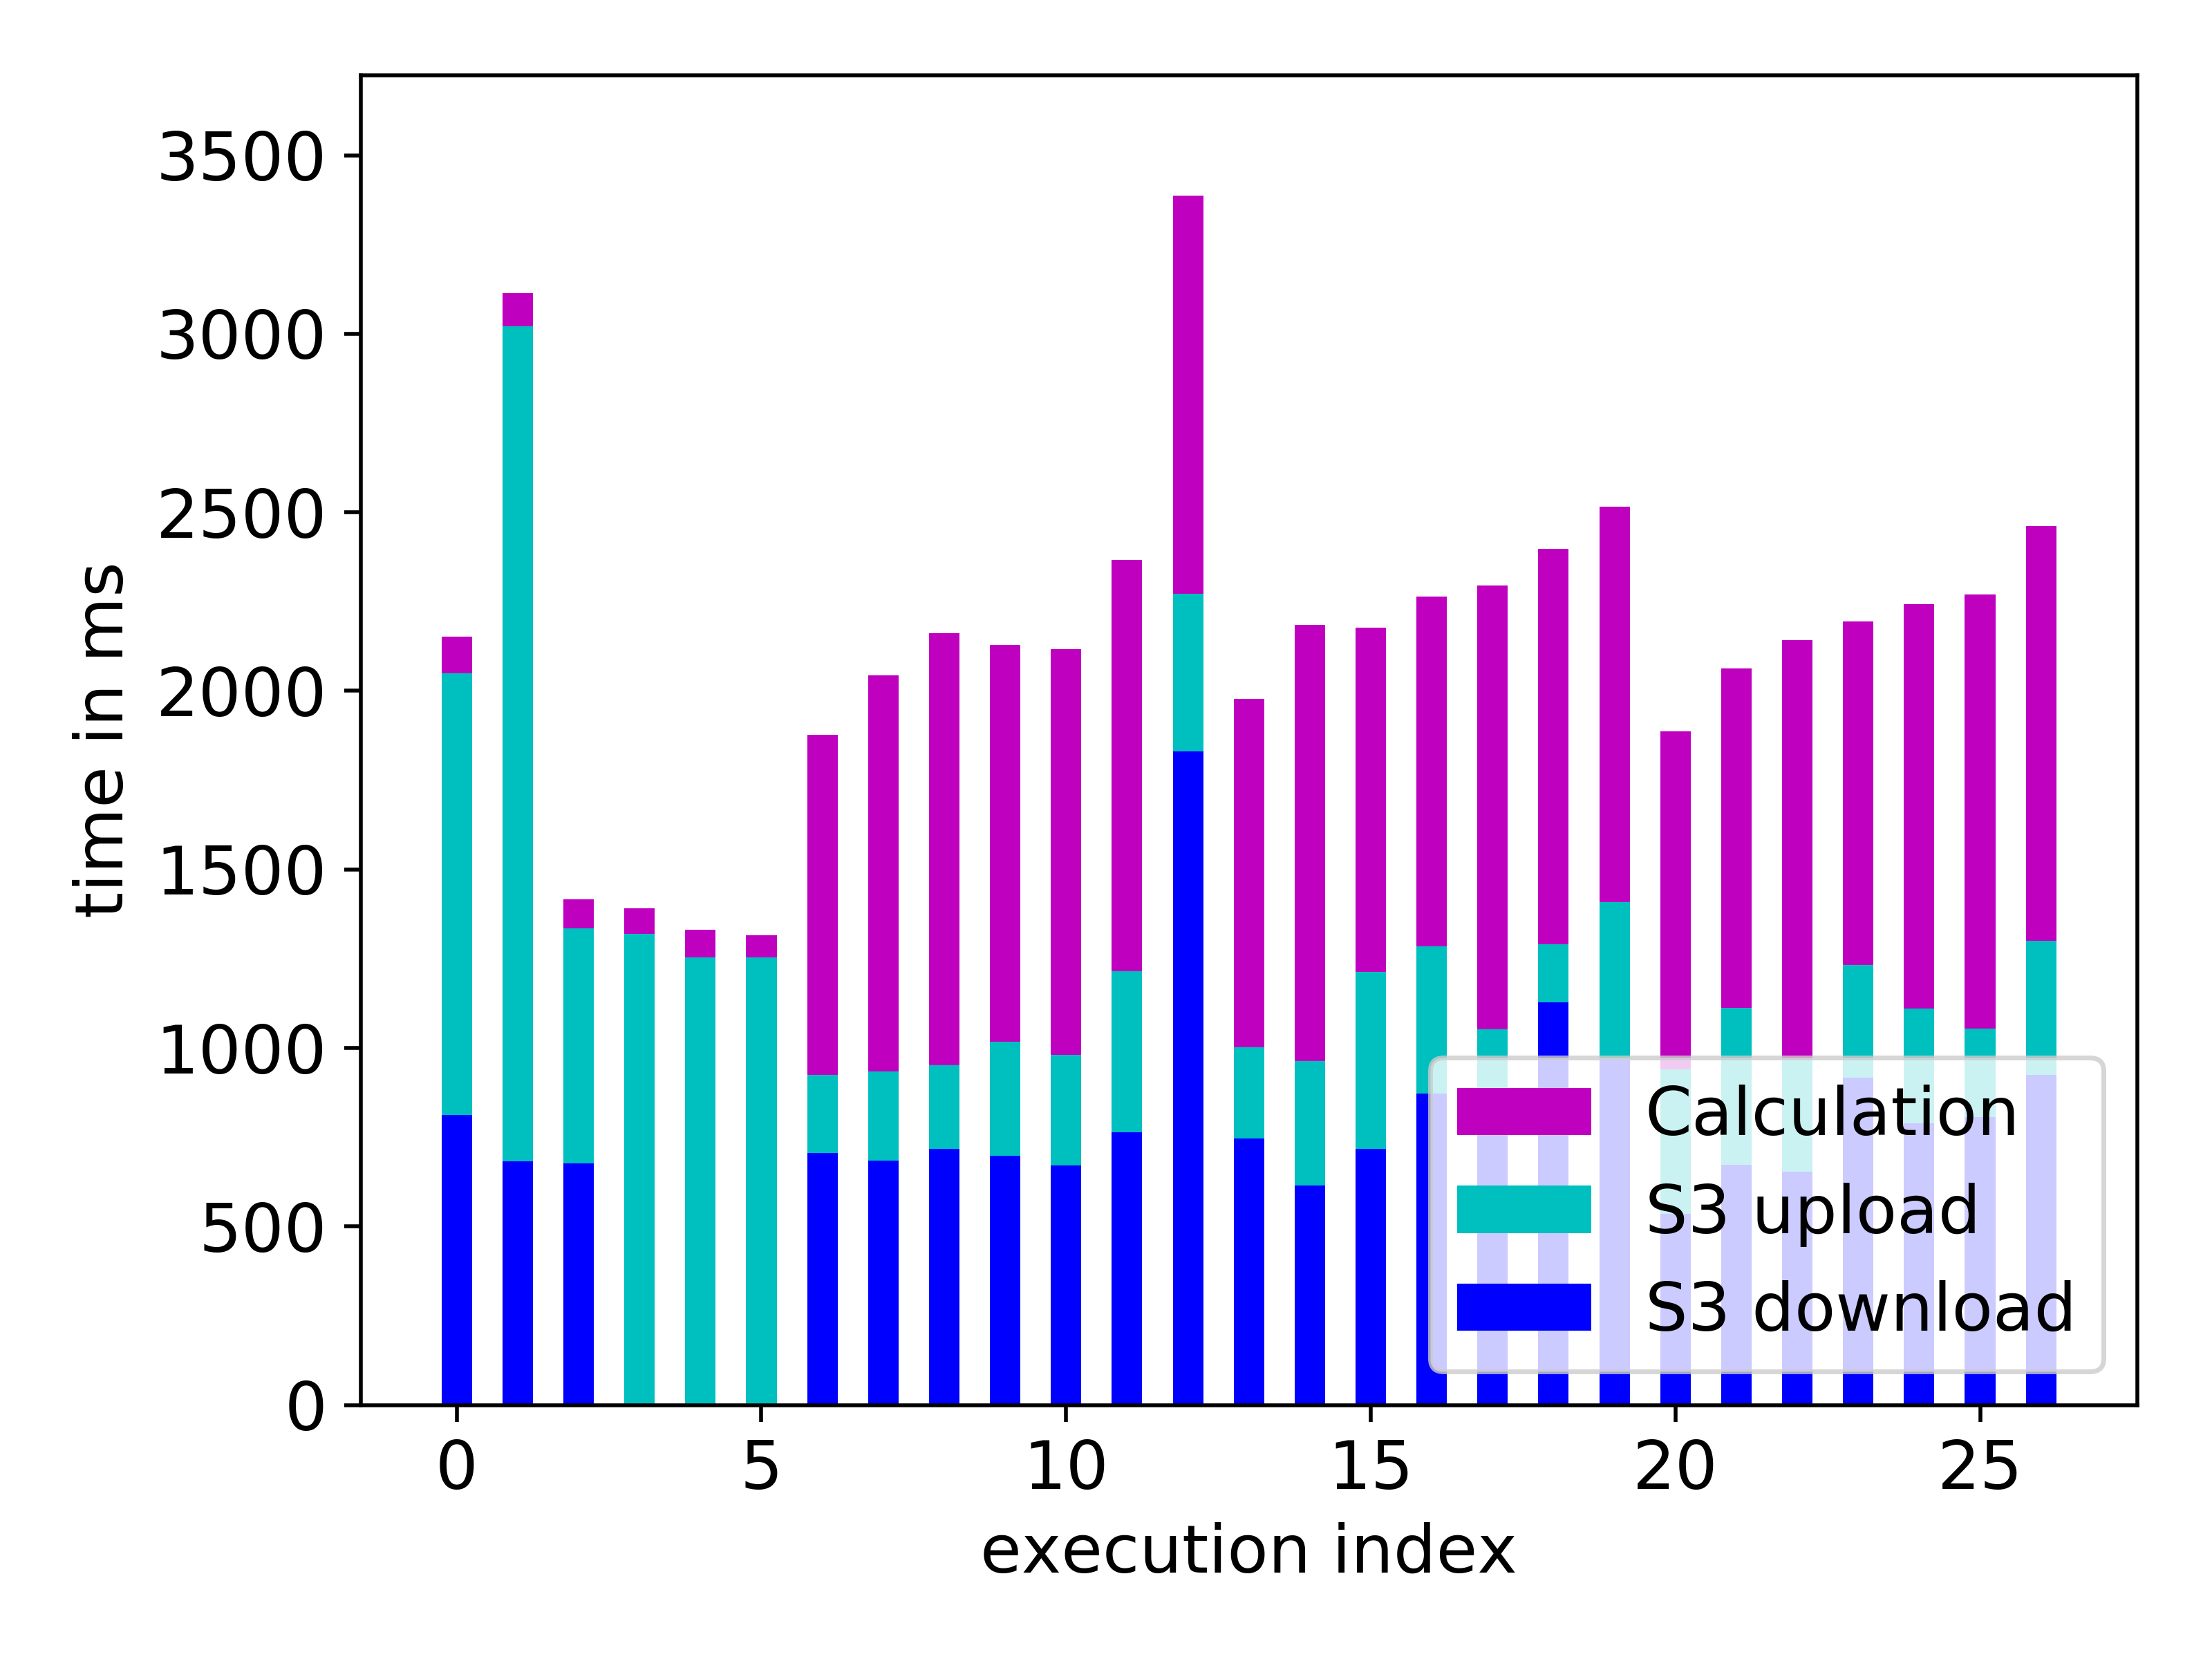 3500
3000
2500
2000
1500
1000
500
0
time in ms
Calculation
S3 upload
S3 download
0 5 10 15 20 25
execution index